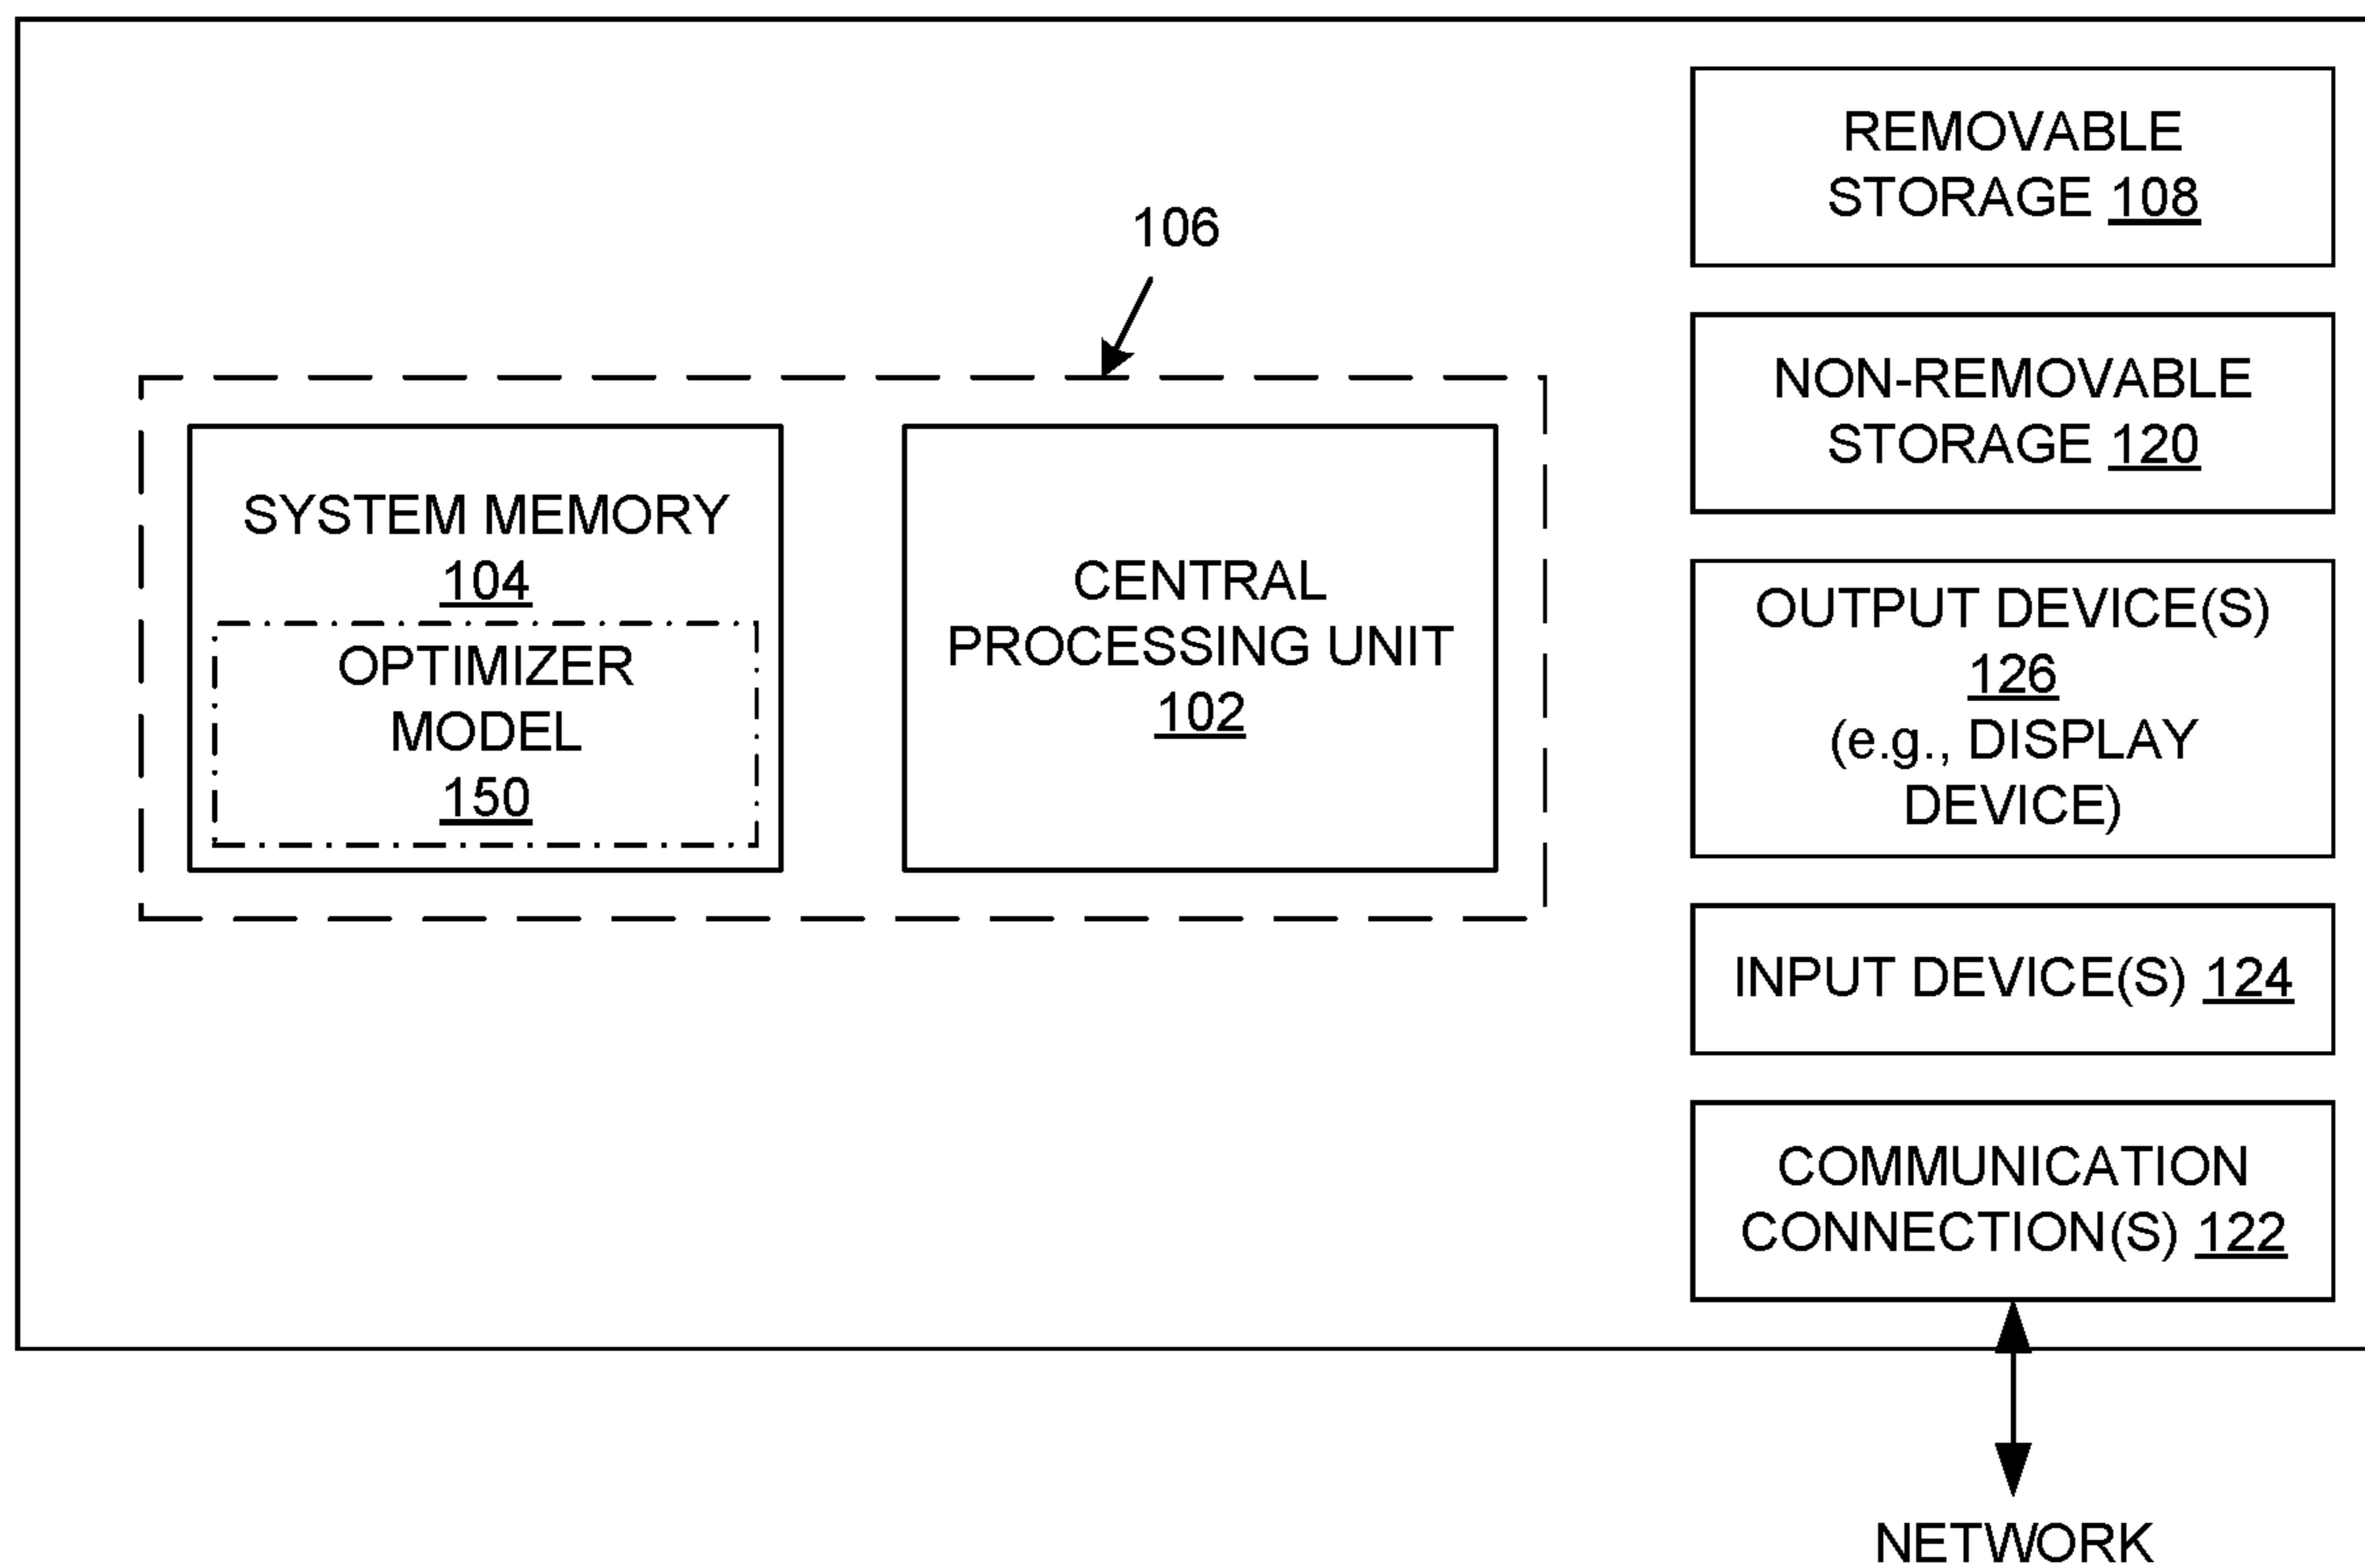 106
SYSTEM MEMORY
104
OPTIMIZER
MODEL
150
CENTRAL
PROCESSING UNIT
102
REMOVABLE
STORAGE 108
NON-REMOVABLE
STORAGE 120
OUTPUT DEVICE(S)
126
(e.g., DISPLAY
DEVICE)
INPUT DEVICE(S) 124
COMMUNICATION
CONNECTION(S) 122
NETWORK